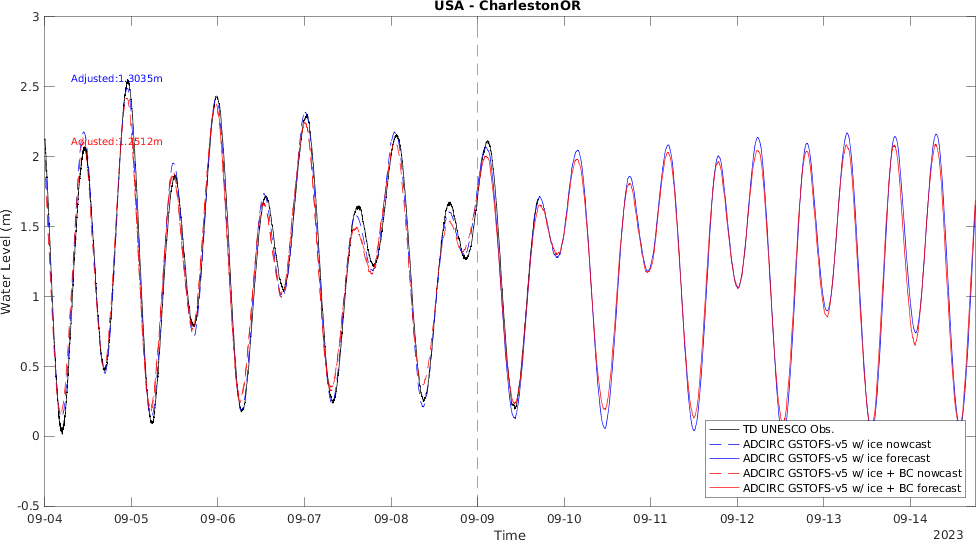 USA - CharlestonOR
Water Level (m)
3
2.5
2
1.5
1
0.5
0
-0.5
Adjusted:1.3035m
Adjusted:1.2512m
TD UNESCO Obs.
ADCIRC GSTOFS-v5 w/ ice nowcast
ADCIRC GSTOFS-v5 w/ ice forecast
ADCIRC GSTOFS-v5 w/ ice + BC nowcast
ADCIRC GSTOFS-v5 w/ ice + BC forecast
09-04 09-05 09-06 09-07 09-08 09-09 09-10 09-11 09-12 09-13 09-14
Time
2023